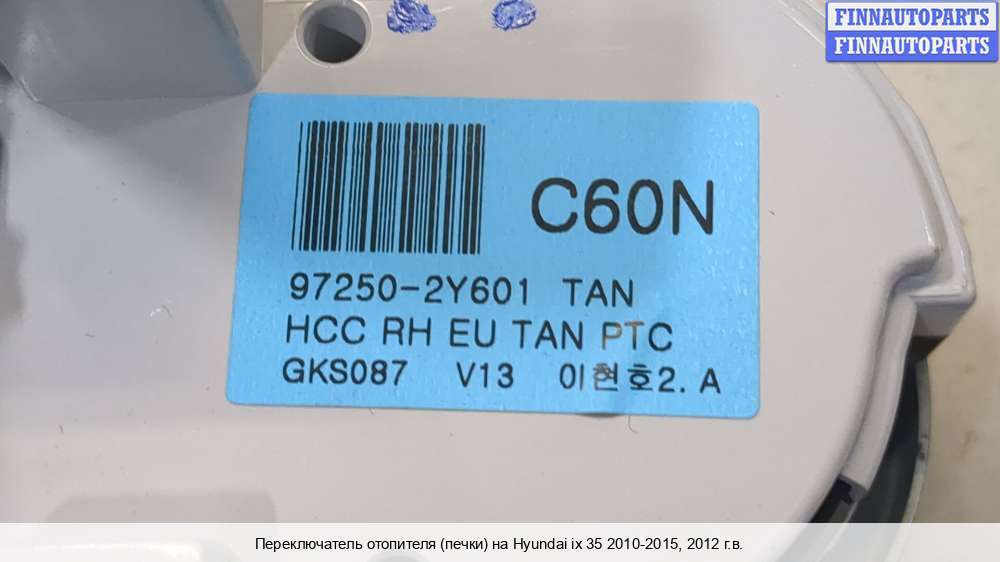 FINNAUTOPARTS
FINNAUTOPARTS
C60N
97250-2Y601 TAN
HCC RH EU TAN PTC
GKS087 V13 이현호2. A
Переключатель отопителя (печки) на Hyundai ix 35 2010-2015, 2012 г.в.